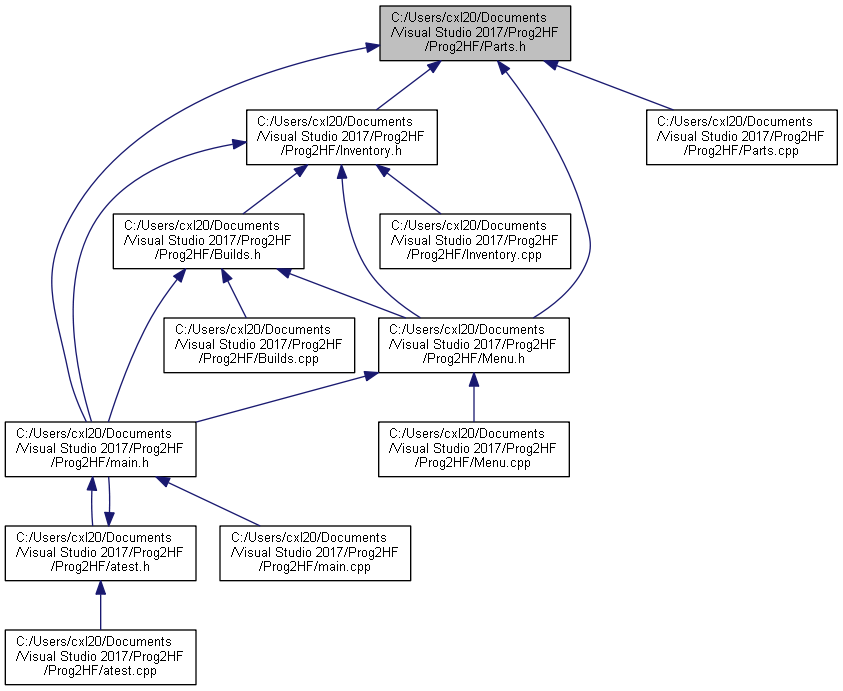 C:/Users/cxl20/Documents
/Visual Studio 2017/Prog2HF
/Prog2HF/Parts.h
C:/Users/cxl20/Documents
/Visual Studio 2017/Prog2HF
/Prog2HF/Inventory.h
C:/Users/cxl20/Documents
/Visual Studio 2017/Prog2HF
/Prog2HF/Parts.cpp
C:/Users/cxl20/Documents
/Visual Studio 2017/Prog2HF
/Prog2HF/Builds.h
C:/Users/cxl20/Documents
/Visual Studio 2017/Prog2HF
/Prog2HF/Inventory.cpp
C:/Users/cxl20/Documents
/Visual Studio 2017/Prog2HF
/Prog2HF/Builds.cpp
C:/Users/cxl20/Documents
/Visual Studio 2017/Prog2HF
/Prog2HF/Menu.h
C:/Users/cxl20/Documents
/Visual Studio 2017/Prog2HF
/Prog2HF/main.h
C:/Users/cxl20/Documents
/Visual Studio 2017/Prog2HF
/Prog2HF/Menu.cpp
C:/Users/cxl20/Documents
/Visual Studio 2017/Prog2HF
/Prog2HF/atest.h
C:/Users/cxl20/Documents
/Visual Studio 2017/Prog2HF
/Prog2HF/main.cpp
C:/Users/cxl20/Documents
/Visual Studio 2017/Prog2HF
/Prog2HF/atest.cpp